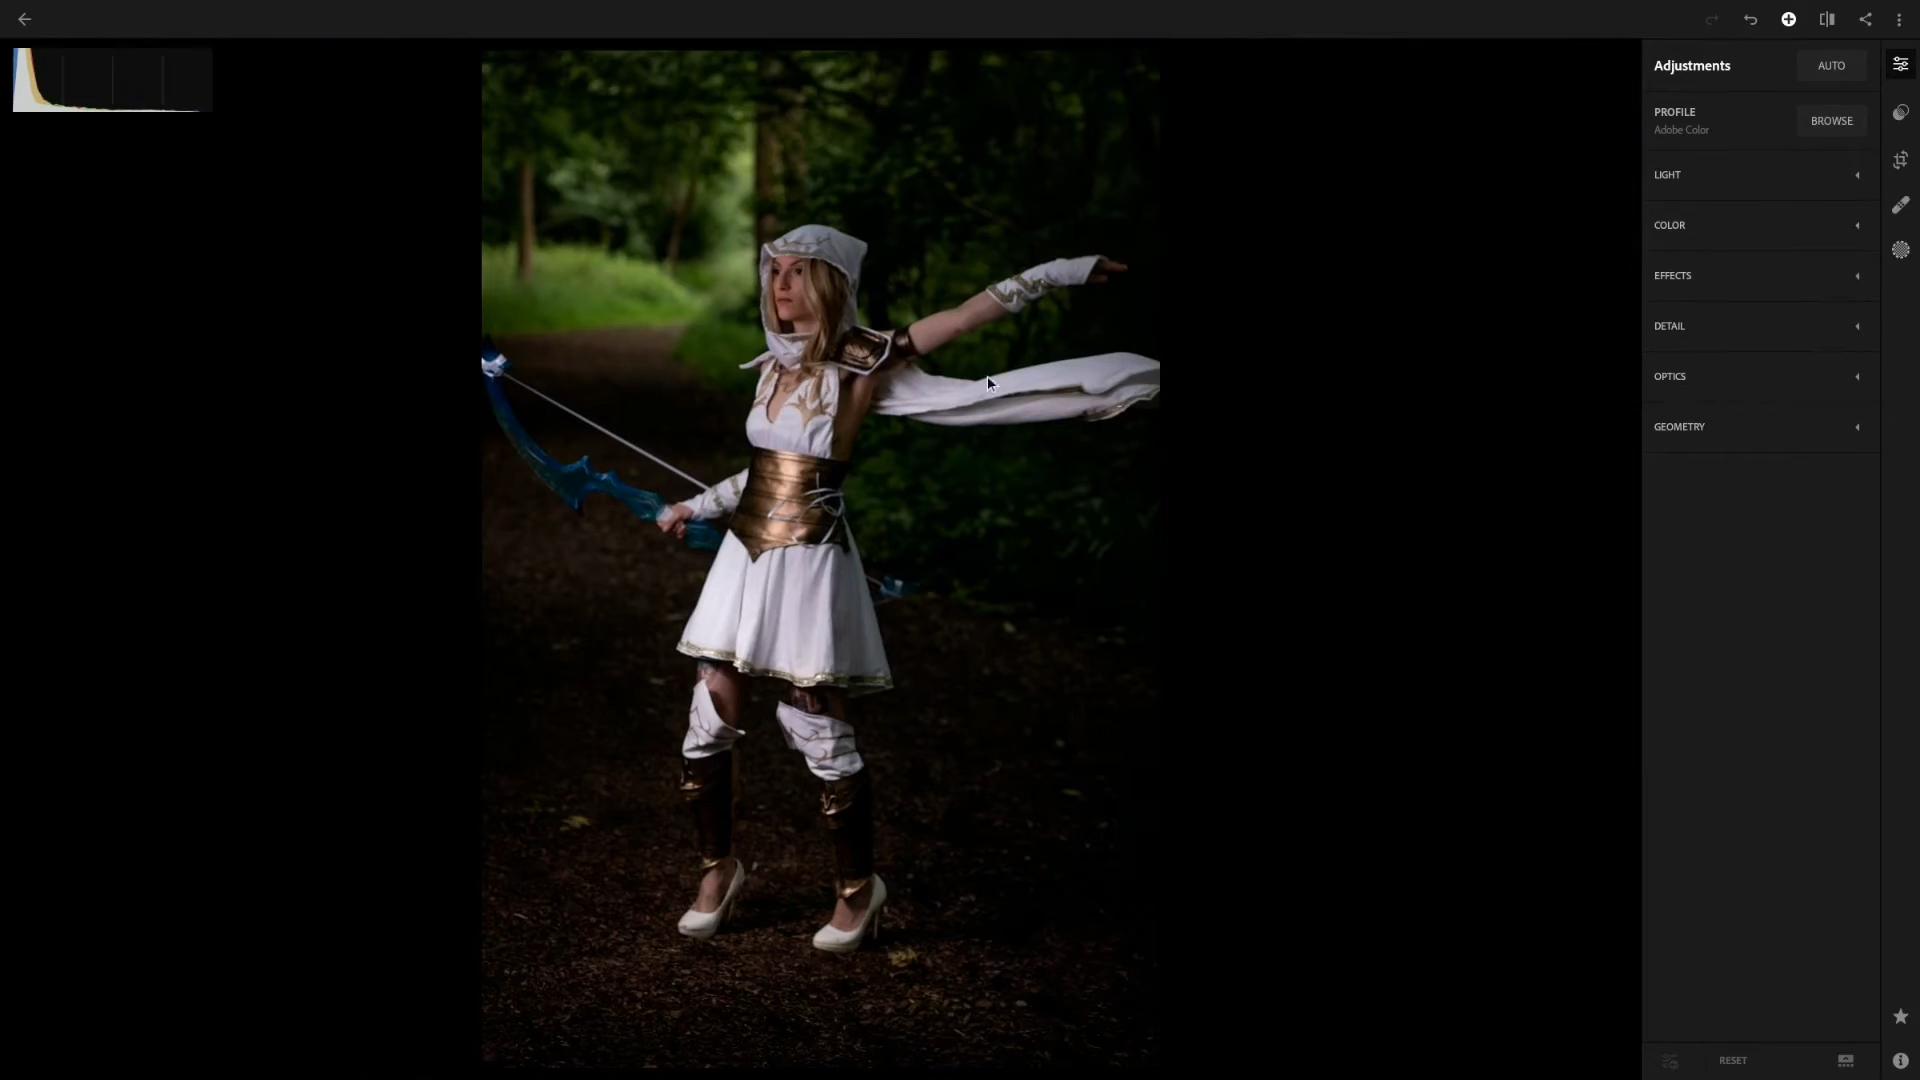 Adjustments
AUTO
PROFILE
Adobe Color
BROWSE
LIGHT
COLOR
EFFECTS
DETAIL
OPTICS
GEOMETRY
RESET